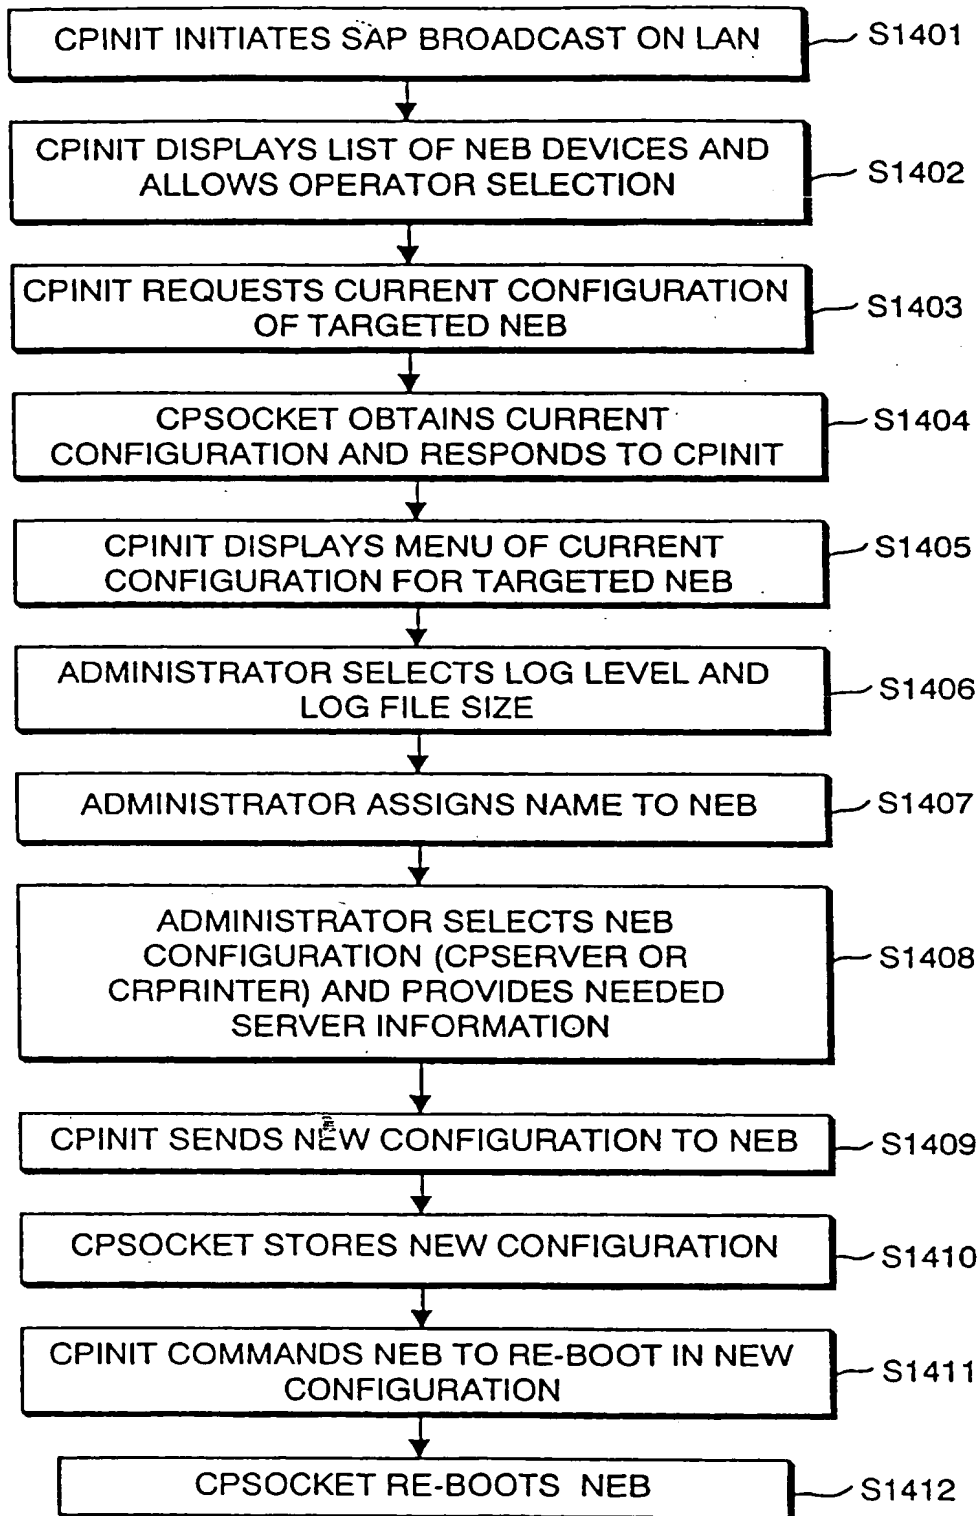 CPINIT INITIATES SAP BROADCAST ON LAN
S1401
CPINIT DISPLAYS LIST OF NEB DEVICES AND
ALLOWS OPERATOR SELECTION
S1402
CPINIT REQUESTS CURRENT CONFIGURATION
OF TARGETED NEB
S1403
CPSOCKET OBTAINS CURRENT
CONFIGURATION AND RESPONDS TO CPINIT
S1404
CPINIT DISPLAYS MENU OF CURRENT
CONFIGURATION FOR TARGETED NEB
S1405
ADMINISTRATOR SELECTS LOG LEVEL AND
LOG FILE SIZE
S1406
ADMINISTRATOR ASSIGNS NAME TO NEB
S1407
ADMINISTRATOR SELECTS NEB
CONFIGURATION (CPSERVER OR
CRPRINTER) AND PROVIDES NEEDED
SERVER INFORMATION
S1408
CPINIT SENDS NEW CONFIGURATION TO NEB
S1409
CPSOCKET STORES NEW CONFIGURATION
S1410
CPINIT COMMANDS NEB TO RE-BOOT IN NEW
CONFIGURATION
S1411
CPSOCKET RE-BOOTS NEB
S1412